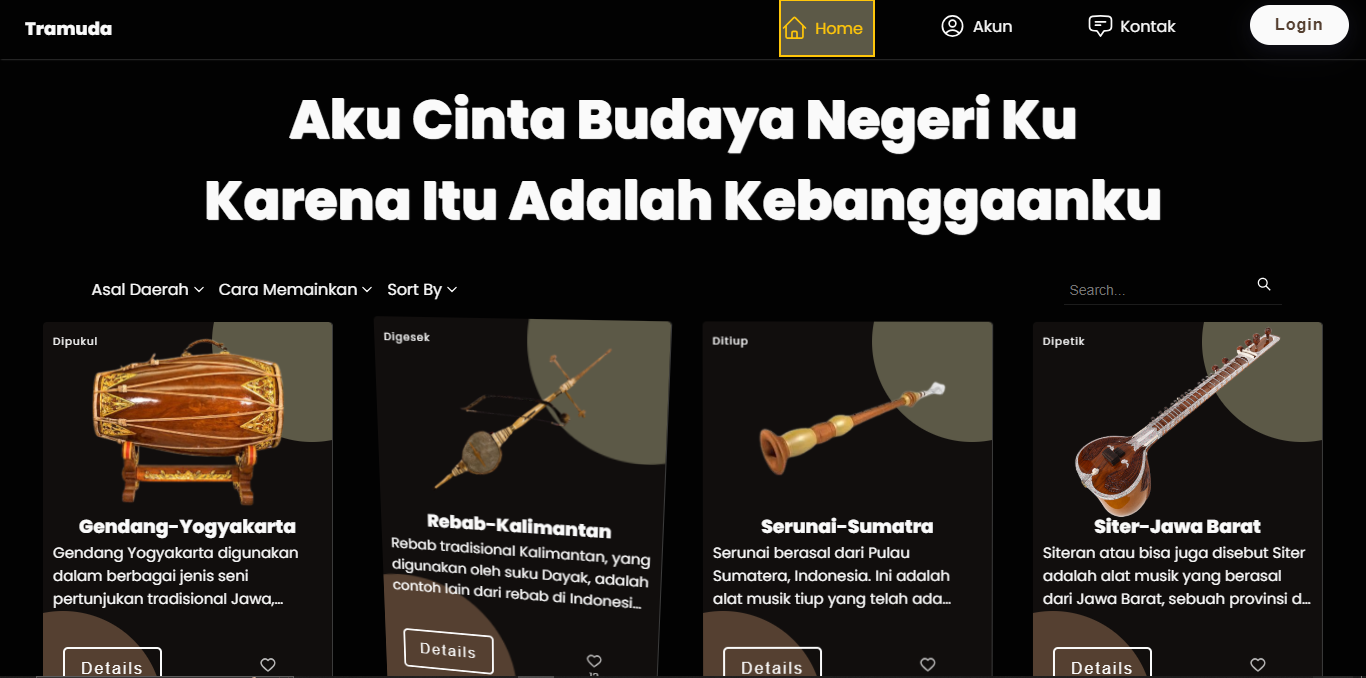 Tramuda
Home
Akun
Kontak
Login
Aku Cinta Budaya Negeri Ku
Karena Itu Adalah Kebanggaanku
Asal Daerah
Cara Memainkan
Sort By
Search...
Dipukul
Gendang-Yogyakarta
Gendang Yogyakarta digunakan
dalam berbagai jenis seni
pertunjukan tradisional Jawa,...
Details
Digesek
Rebab-Kalimantan
Rebab tradisional Kalimantan, yang
digunakan oleh suku Dayak, adalah
contoh lain dari rebab di Indonesi...
Details
Ditiup
Serunai-Sumatra
Serunai berasal dari Pulau
Sumatera, Indonesia. Ini adalah
alat musik tiup yang telah ada...
Details
Dipetik
Siter-Jawa Barat
Siteran atau bisa juga disebut Siter
adalah alat musik yang berasal
dari Jawa Barat, sebuah provinsi d...
Details